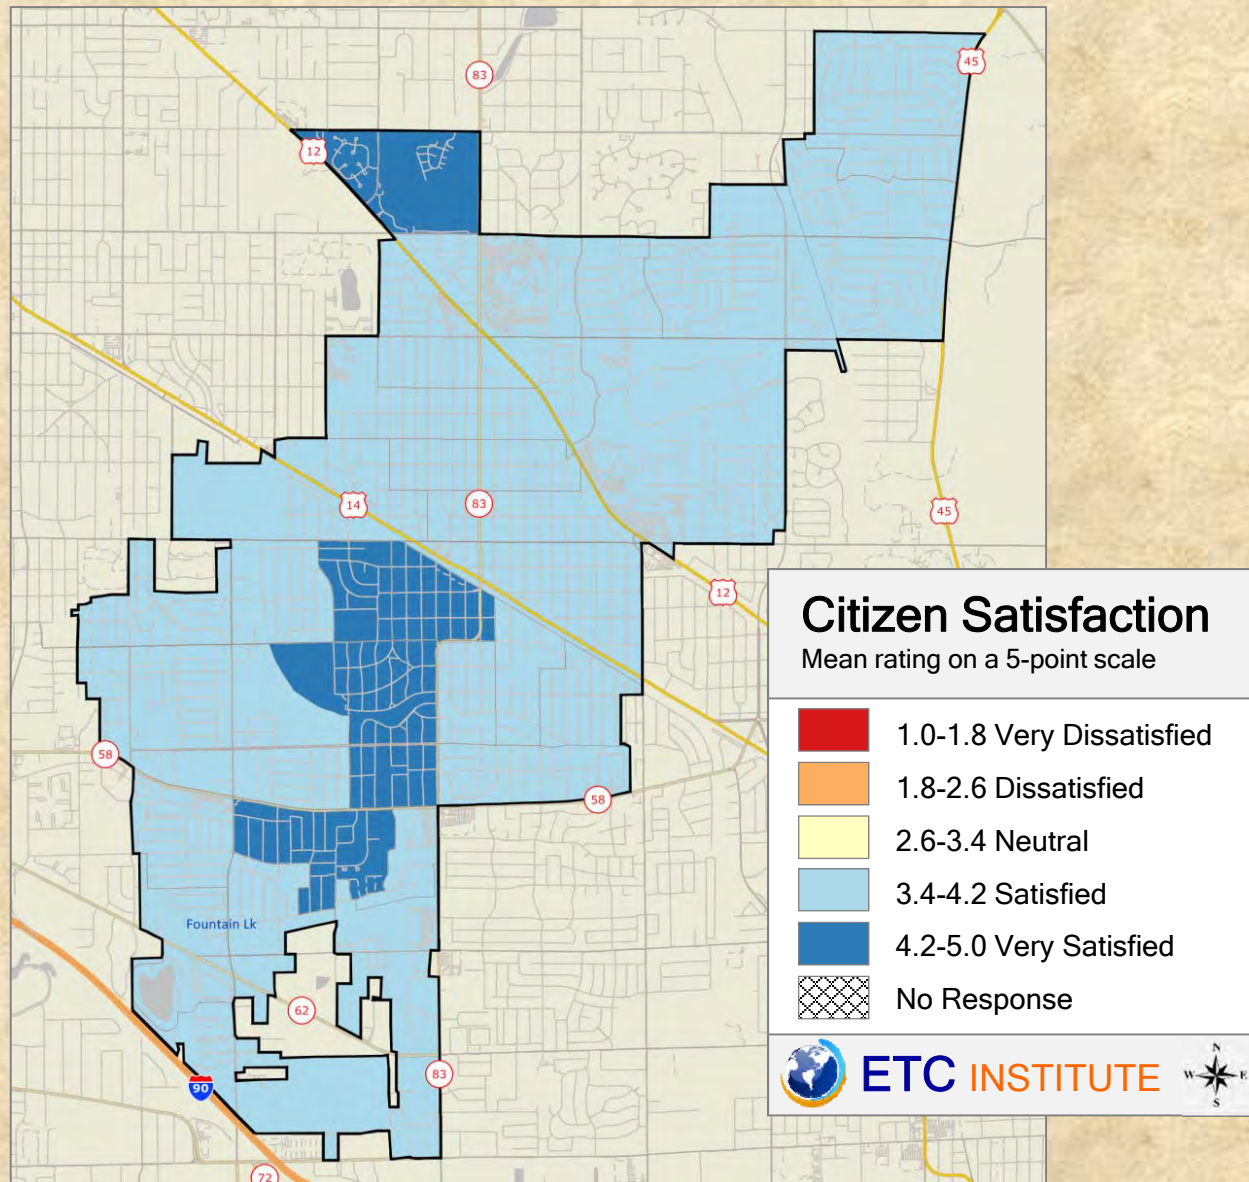 83
45
12
14
83
45
12
58
58
Fountain Lk
62
83
90
72
Citizen Satisfaction
Mean rating on a 5-point scale
1.0-1.8 Very Dissatisfied
1.8-2.6 Dissatisfied
2.6-3.4 Neutral
3.4-4.2 Satisfied
4.2-5.0 Very Satisfied
No Response
ETC INSTITUTE
N
W E
S